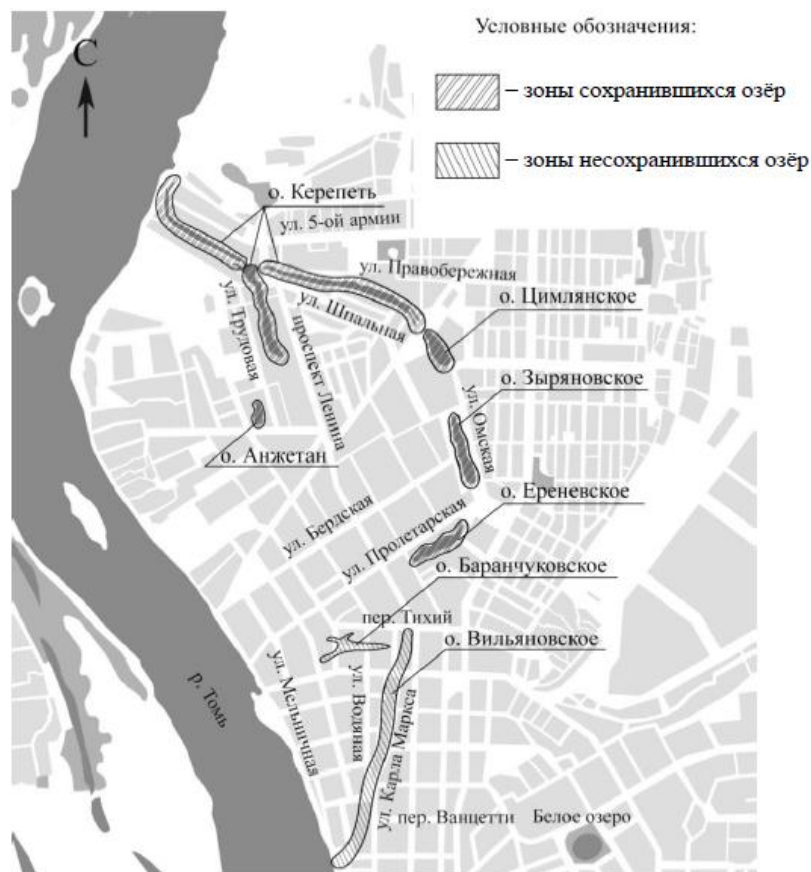 Условные обозначения:
С
– зоны сохранившихся озёр
– зоны несохранившихся озёр
о. Керепеть
ул. 5-ой армии
ул. Правобережная
о. Цимлянское
ул. Трудовая
ул. Шпальная
проспект Ленина
о. Зыряновское
ул. Омская
о. Анжетан
о. Ереневское
ул. Бердская
ул. Пролетарская
о. Баранчуковское
пер. Тихий
о. Вильяновское
р. Томь
ул. Мельничная
ул. Водяная
ул. Карла Маркса
пер. Ванцетти
Белое озеро